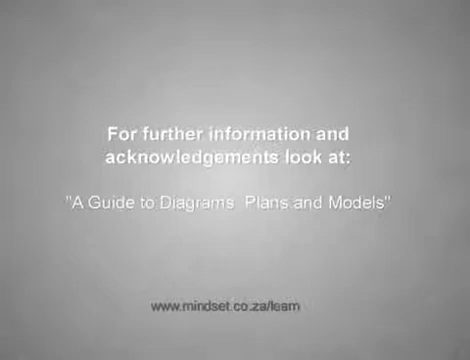 For further information and
acknowledgements look at:
"A Guide to Diagrams, Plans and Models"
www.mindset.co.za/learn